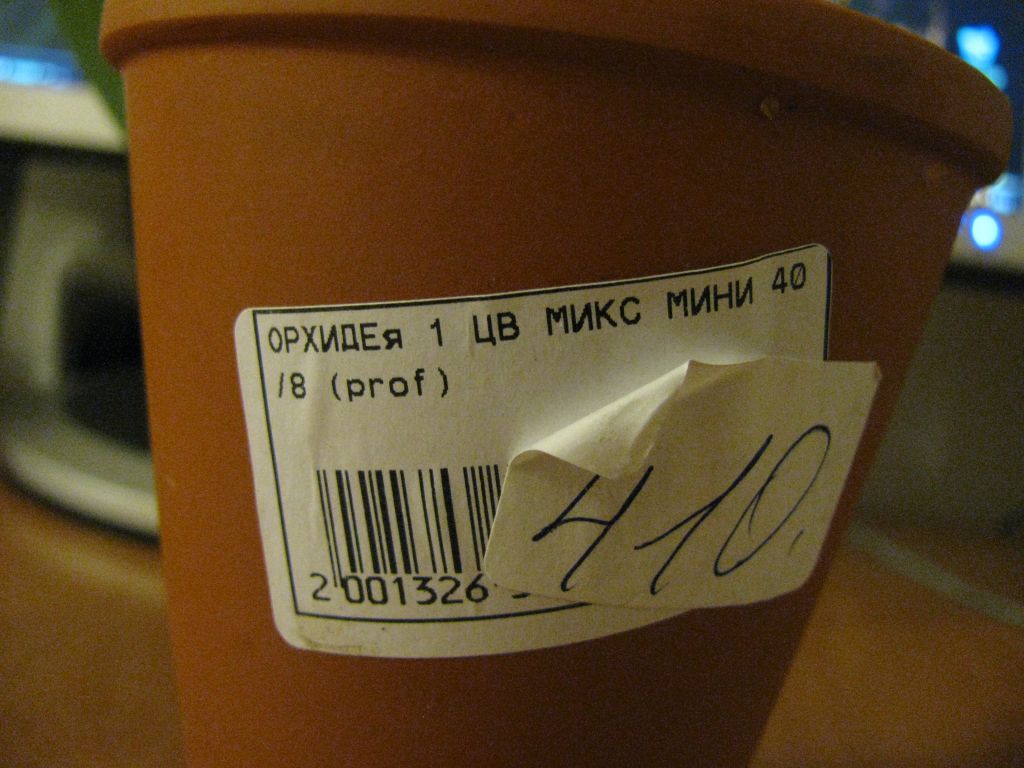 ОРХИДЕя 1 ЦВ МИКС МИНИ 40
/8 (prof)
410,
2 001326